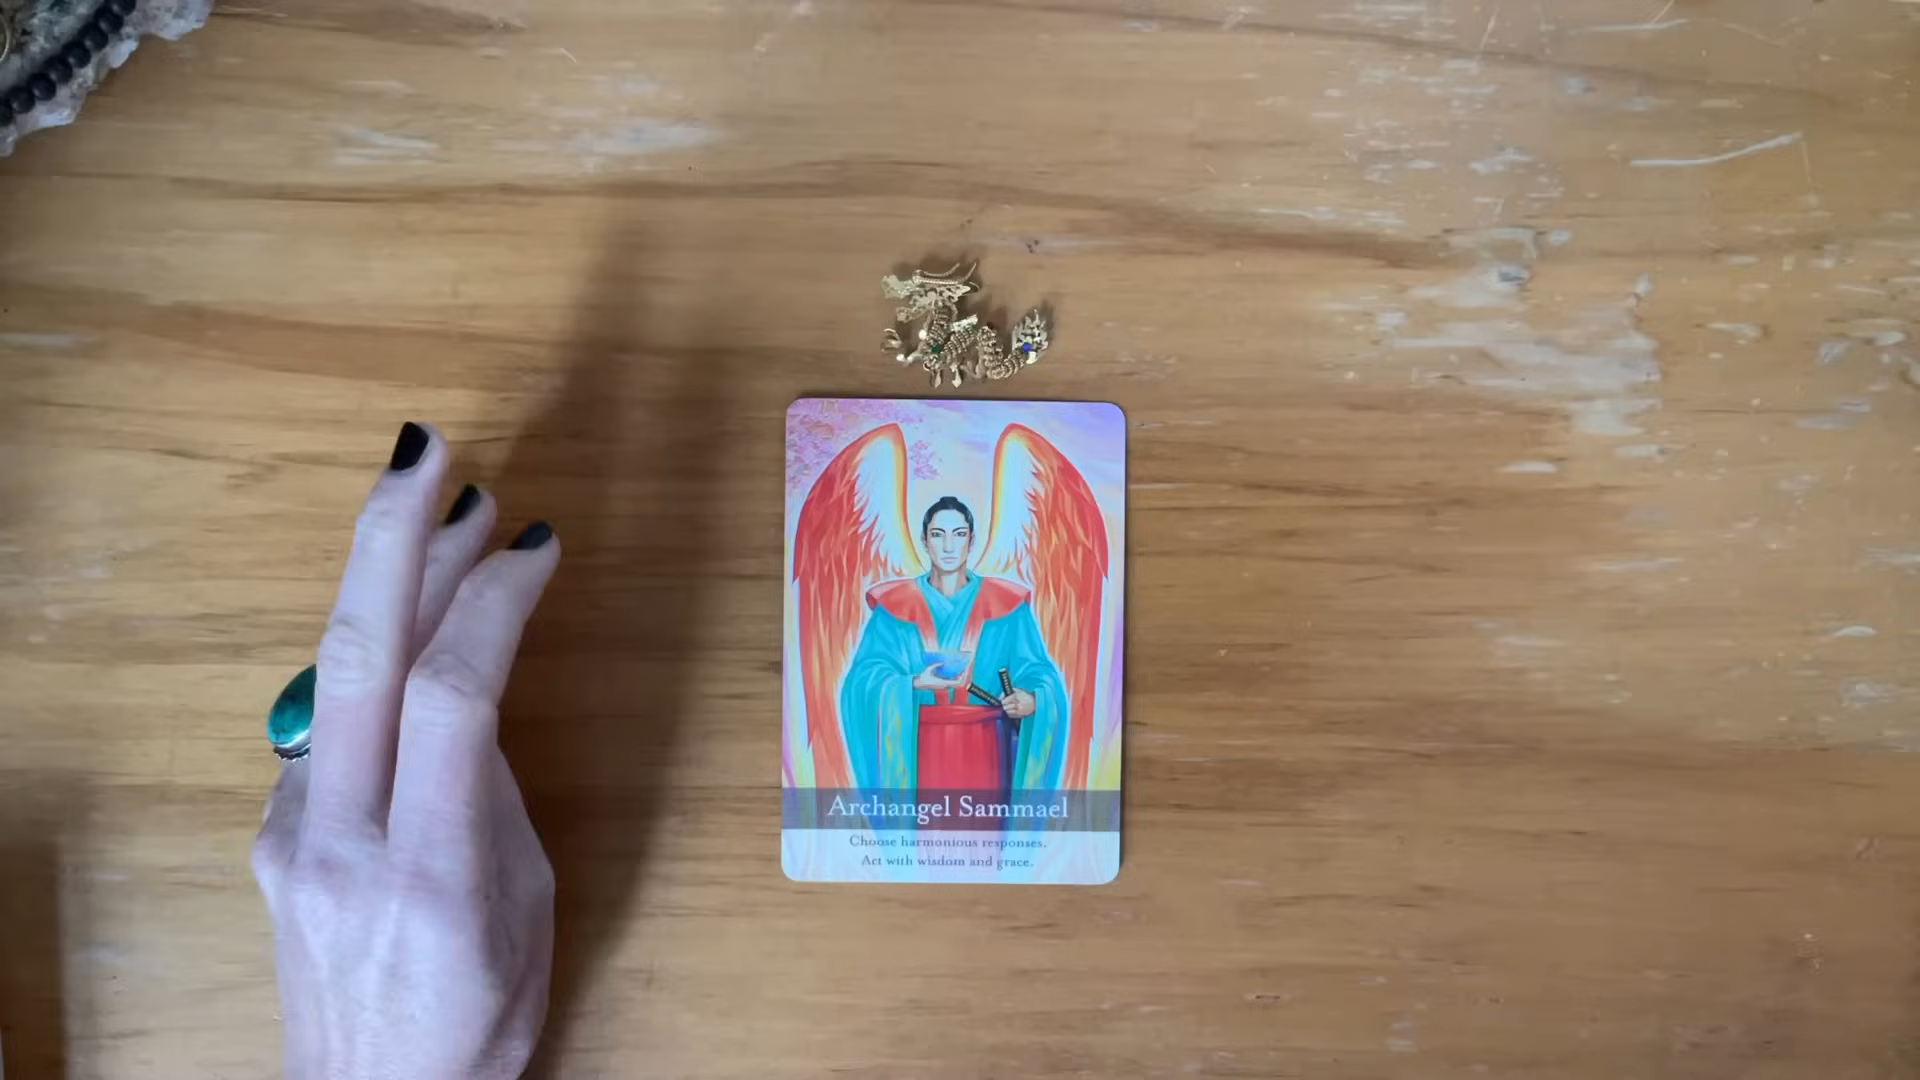 Archangel Sammael
Choose harmonious responses.
Act with wisdom and grace.